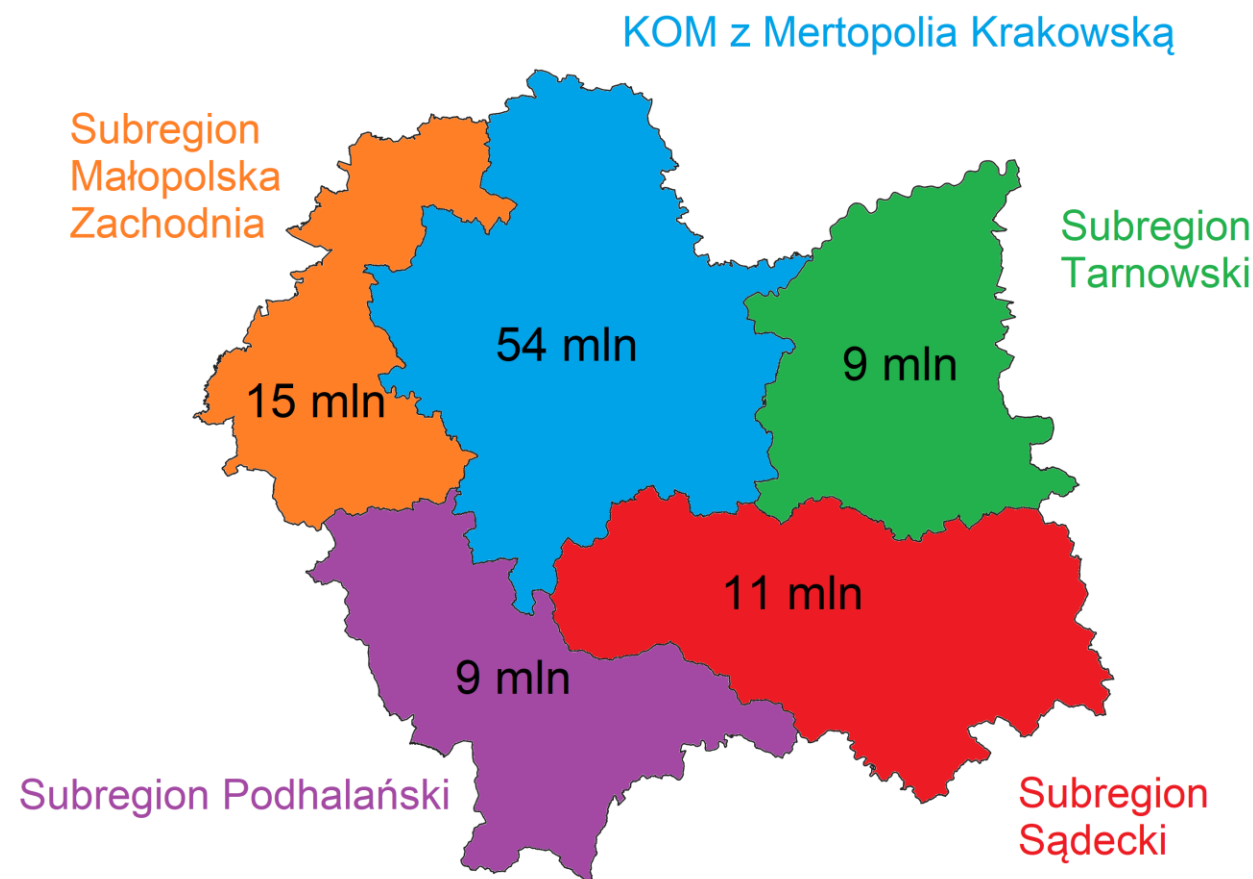 KOM z Mertopolia Krakowską
Subregion
Małopolska
Zachodnia
Subregion
Tarnowski
54 mln
9 mln
15 mln
11 mln
9 mln
Subregion Podhalański
Subregion
Sądecki